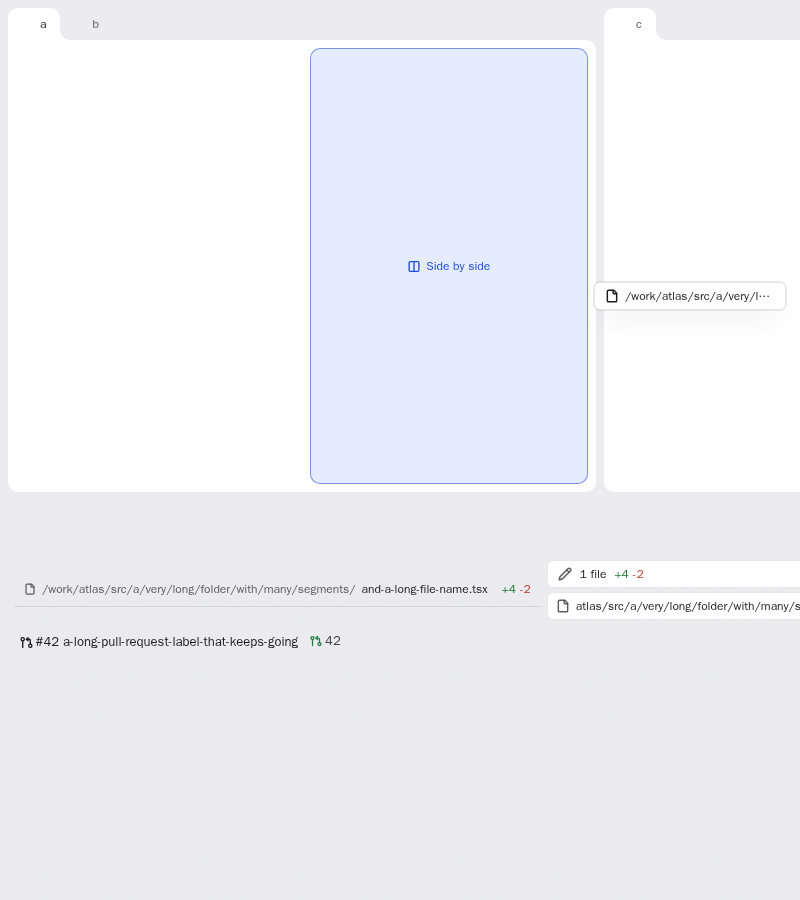 a
b
c
Side by side
/work/atlas/src/a/very/l···
/work/atlas/src/a/very/long/folder/with/many/segments/ and-a-long-file-name.tsx +4 -2
1 file +4 -2
atlas/src/a/very/long/folder/with/many/s
#42 a-long-pull-request-label-that-keeps-going 42